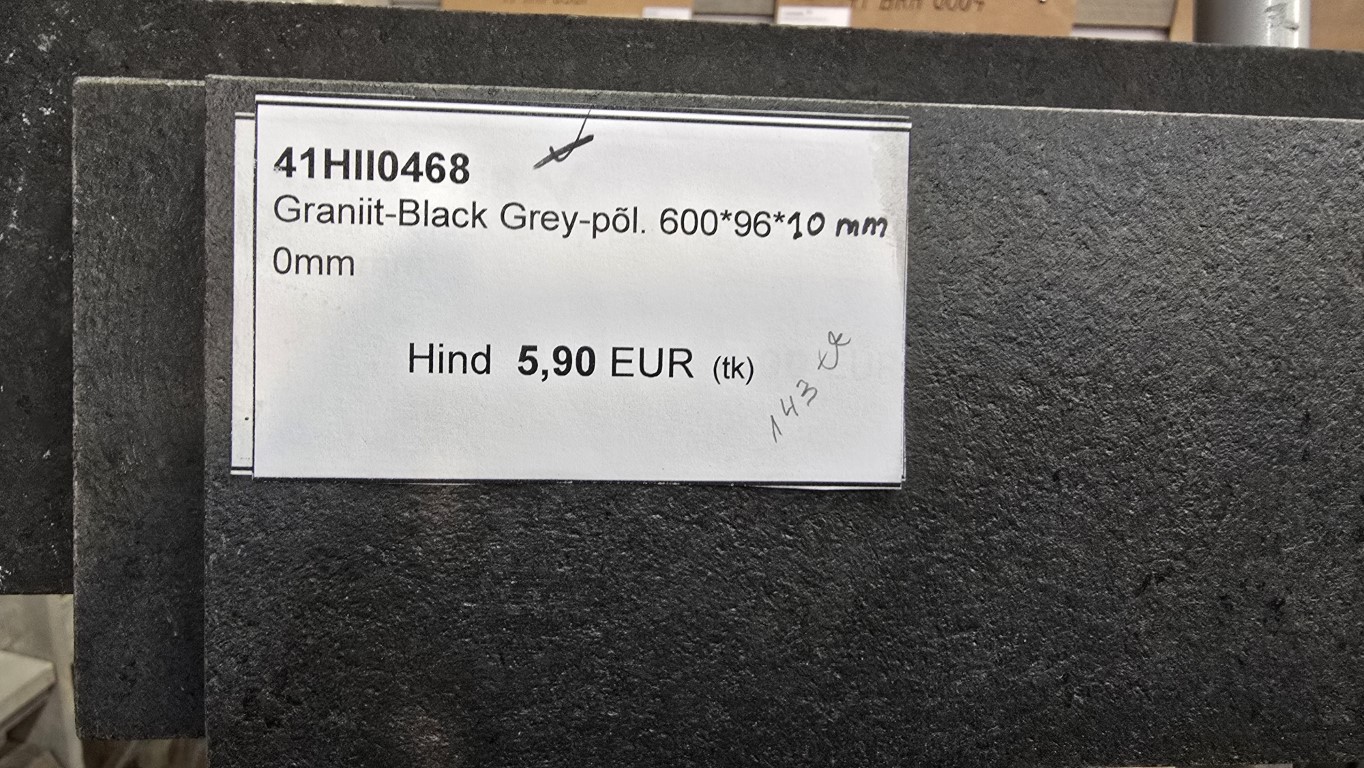 41HII0468
Graniit-Black Grey-põl. 600*96*10 mm
0mm
Hind 5,90 EUR (tk)
143